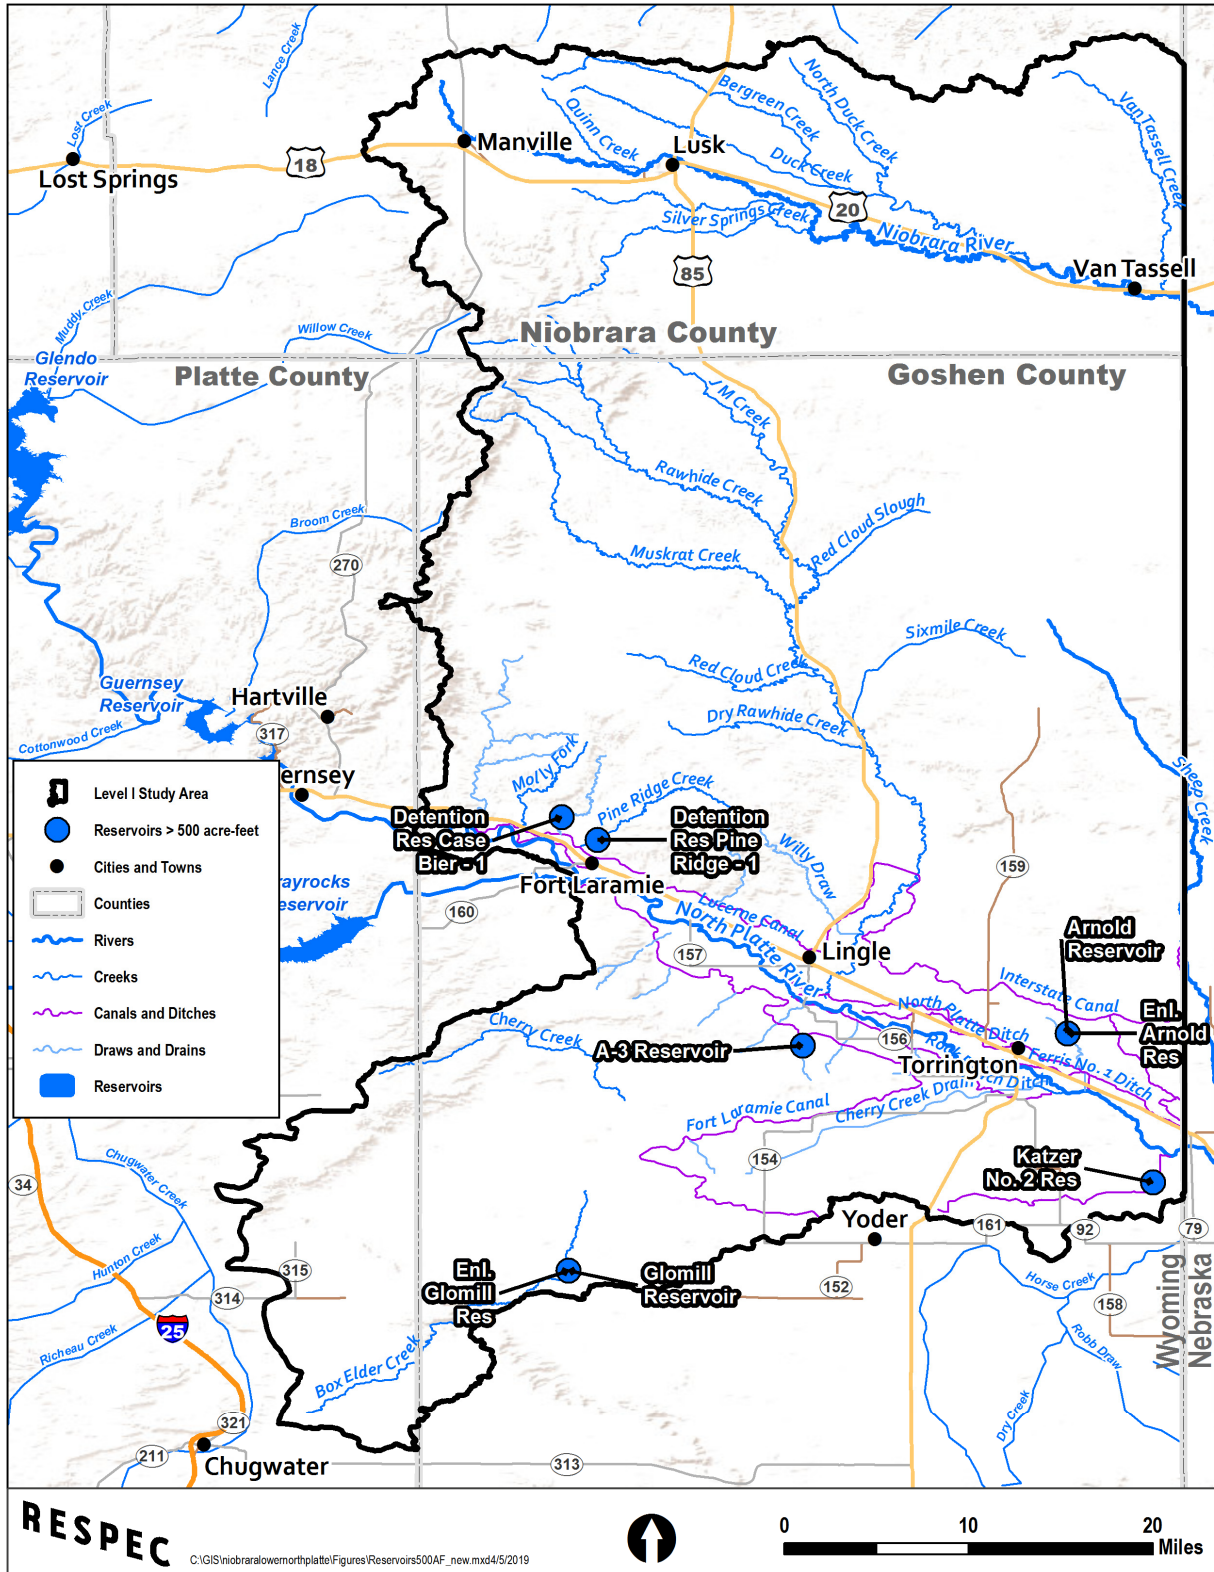 Lance Creek
Lost Creek
Lost Springs
18
Manville
Quinn Creek
Lusk
Bergreen Creek
North Duck Creek
Duck Creek
Van Tassell Creek
Silver Springs Creek
20
Niobrara River
85
Van Tassell
Muddy Creek
Willow Creek
Niobrara County
Glendo
Reservoir
Platte County
Goshen County
J M Creek
Rawhide Creek
Red Cloud Slough
Broom Creek
Muskrat Creek
270
Sixmile Creek
Red Cloud Creek
Guernsey
Reservoir
Hartville
Dry Rawhide Creek
317
Cottonwood Creek
Molly Fork
Sheep Creek
ernsey
Pine Ridge Creek
Detention
Res Case
Bier - 1
Detention
Res Pine
Ridge - 1
Willy Draw
159
Fort Laramie
rayrocks
eservoir
160
Lucerne Canal
North Platte River
157
Lingle
Arnold
Reservoir
Interstate Canal
North Platte Ditch
Enl.
Arnold
Res
Cherry Creek
A-3 Reservoir
156
Torrington
Ferris No. 1 Ditch
Fort Laramie Canal
Cherry Creek Drain
154
Katzer
No. 2 Res
Chugwater Creek
34
Yoder
161
92
79
Hunton Creek
315
Enl.
Glomill
Res
Glomill
Reservoir
152
Horse Creek
314
158
25
Richeau Creek
Robb Draw
Wyoming
Nebraska
Box Elder Creek
Dry Creek
321
211
Chugwater
313
Level I Study Area
Reservoirs > 500 acre-feet
Cities and Towns
Counties
Rivers
Creeks
Canals and Ditches
Draws and Drains
Reservoirs
RESPEC
C:\GIS\niobraralowernorthplatte\Figures\Reservoirs500AF_new.mxd4/5/2019
0 10 20
Miles